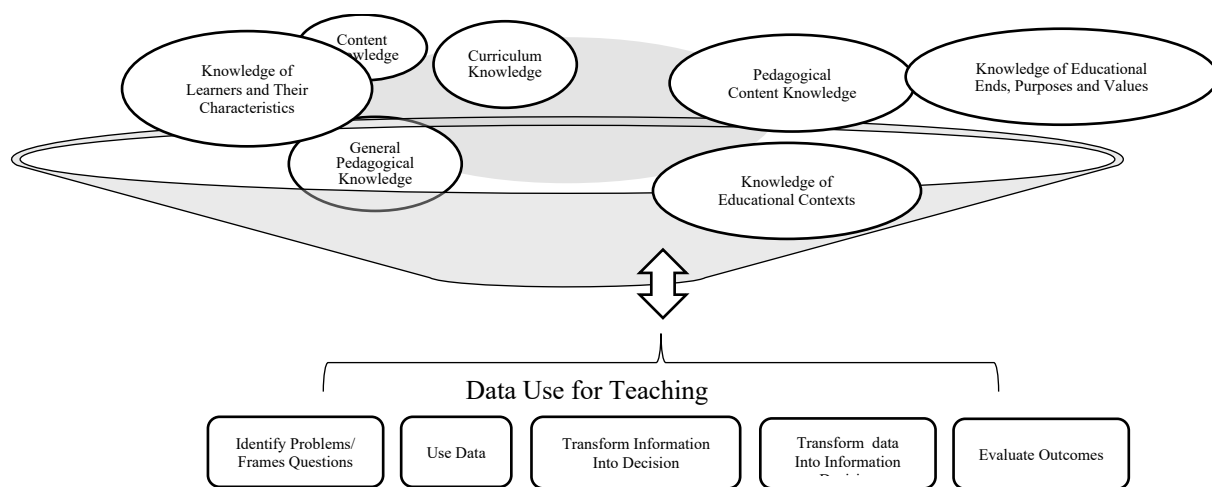 Content
Knowledge of
Learners and Their
Characteristics
Curriculum
Knowledge
Pedagogical
Content Knowledge
Knowledge of Educational
Ends, Purposes and Values
General
Pedagogical
Knowledge
Knowledge of
Educational Contexts
Data Use for Teaching
Identify Problems/
Frames Questions
Use Data
Transform Information
Into Decision
Transform data
Into Information
Evaluate Outcomes